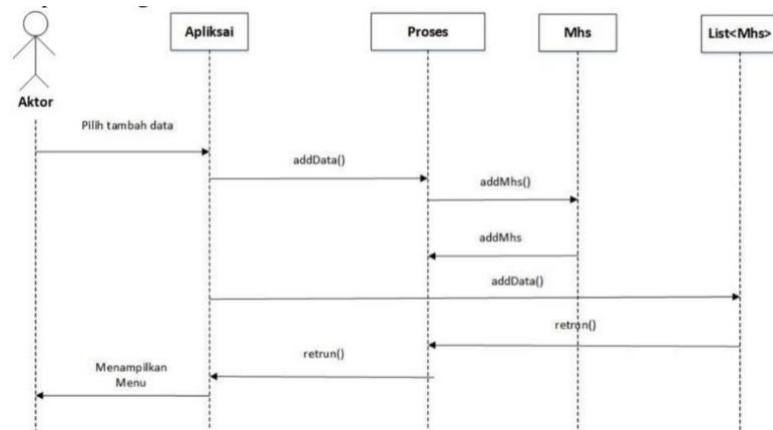 Apliksai
Proses
Mhs
List<Mhs>
Aktor
Pilih tambah data
addData()
addMhs()
addMhs
addData()
retrun()
retrun()
Menampilkan
Menu